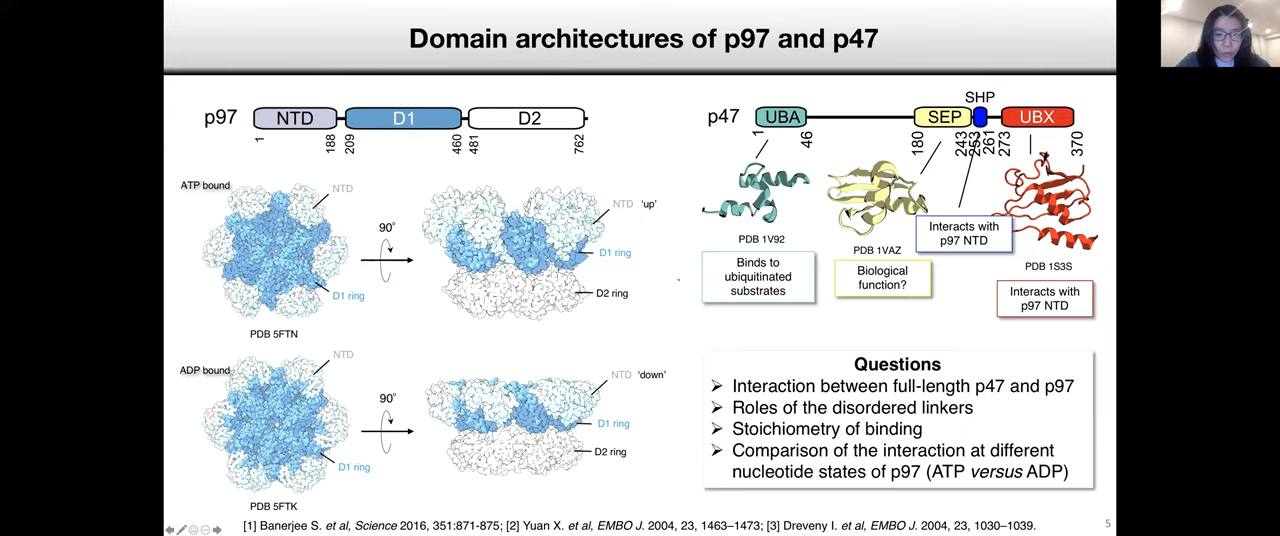 Domain architectures of p97 and p47
p97
NTD
D1
D2
1
188
209
460
481
762
ATP bound
NTD
D1 ring
PDB 5FTN
90°
NTD 'up'
D1 ring
D2 ring
ADP bound
NTD
D1 ring
PDB 5FTK
90°
NTD 'down'
D1 ring
D2 ring
p47
UBA
SEP
SHP
UBX
1
46
180
243
253
261
273
370
PDB 1V92
Binds to
ubiquitinated
substrates
PDB 1VAZ
Biological
function?
Interacts with
p97 NTD
PDB 1S3S
Interacts with
p97 NTD
Questions
➢ Interaction between full-length p47 and p97
➢ Roles of the disordered linkers
➢ Stoichiometry of binding
➢ Comparison of the interaction at different
nucleotide states of p97 (ATP versus ADP)
[1] Banerjee S. et al, Science 2016, 351:871-875; [2] Yuan X. et al, EMBO J. 2004, 23, 1463–1473; [3] Dreveny I. et al, EMBO J. 2004, 23, 1030–1039.
5